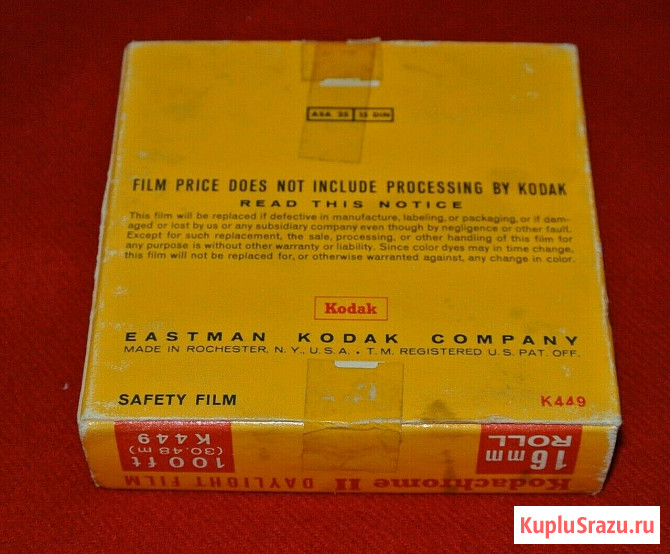 ASA 25 15 DIN
FILM PRICE DOES NOT INCLUDE PROCESSING BY KODAK
READ THIS NOTICE
This film will be replaced if defective in manufacture, labeling, or packaging, or if dam-
aged or lost by us or any subsidiary company even though by negligence or other fault.
Except for such replacement, the sale, processing, or other handling of this film for
any purpose is without other warranty or liability. Since color dyes may in time change,
this film will not be replaced for, or otherwise warranted against, any change in color.
Kodak
EASTMAN KODAK COMPANY
MADE IN ROCHESTER, N.Y., U.S.A. • T.M. REGISTERED U.S. PAT. OFF.
SAFETY FILM
K449
Kodachrome II DAYLIGHT FILM
16mm
ROLL
100 ft
(30.48 m)
K449
KupluSrazu.ru